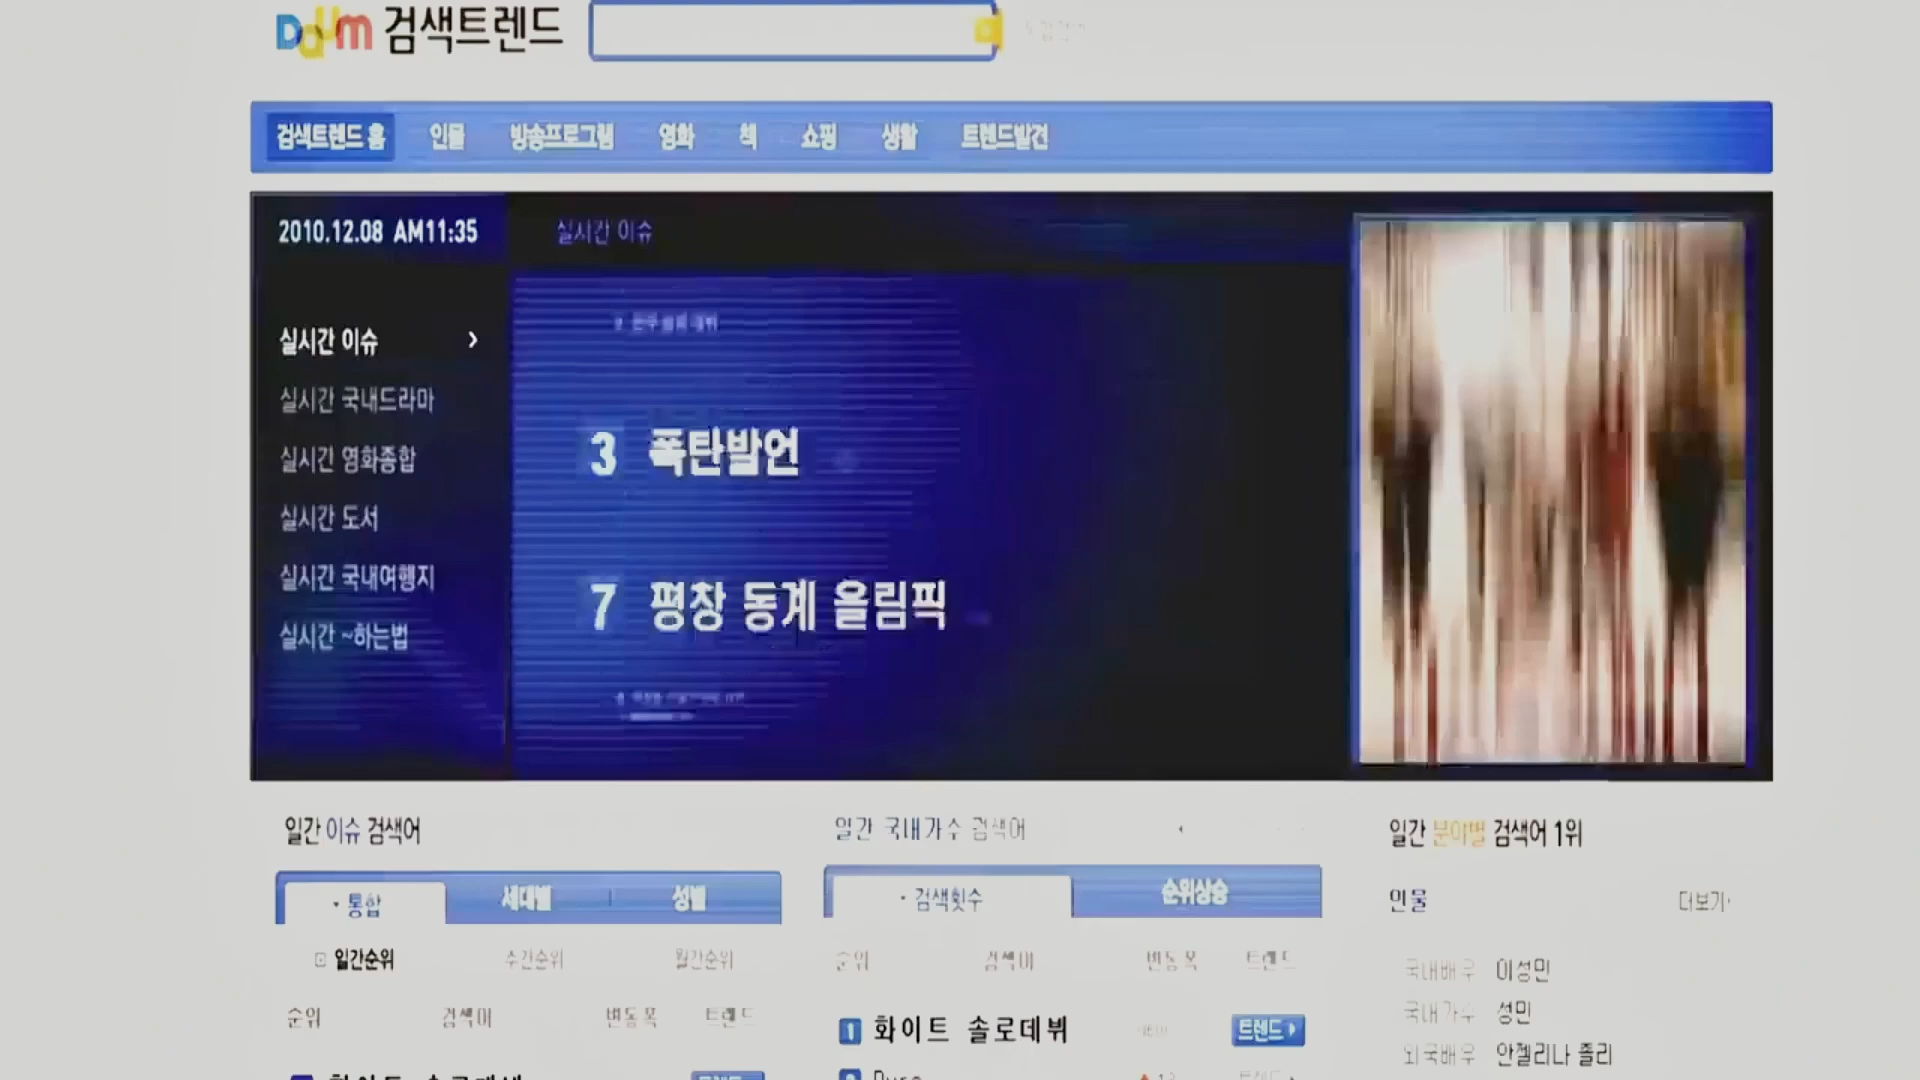 Daum 검색트렌드
검색트렌드 홈 인물 방송프로그램 영화 책 쇼핑 생활 트렌드발견
2010.12.08 AM11:35
실시간 이슈
실시간 이슈 >
실시간 국내드라마
실시간 영화종합
실시간 도서
실시간 국내여행지
실시간 ~하는법
3 폭탄발언
7 평창 동계 올림픽
일간 이슈 검색어
통합 세대별 성별
일간순위 주간순위 월간순위
순위 검색어 변동폭 트렌드
화이트 솔로데뷔
일간 국내가수 검색어
검색횟수 순위상승
순위 검색어 변동폭 트렌드
1 화이트 솔로데뷔 트렌드
일간 분야별 검색어 1위
인물 더보기
국내배우 이성민
국내가수 성민
외국배우 안젤리나 졸리